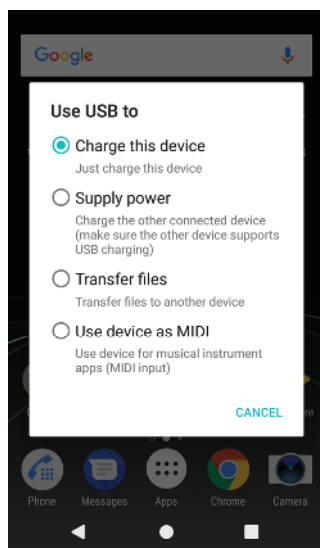 Google
Use USB to
Charge this device
Just charge this device
Supply power
Charge the other connected device
(make sure the other device supports
USB charging)
Transfer files
Transfer files to another device
Use device as MIDI
Use device for musical instrument
apps (MIDI input)
CANCEL
Phone
Messages
Apps
Chrome
Camera